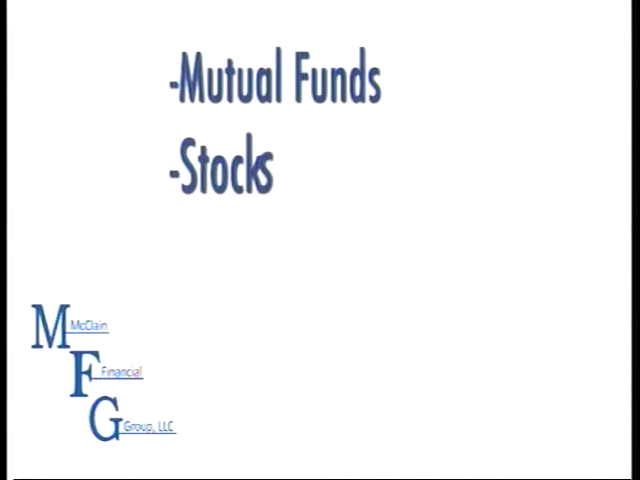 -Mutual Funds
-Stocks
M McClain
F Financial
G Group, LLC